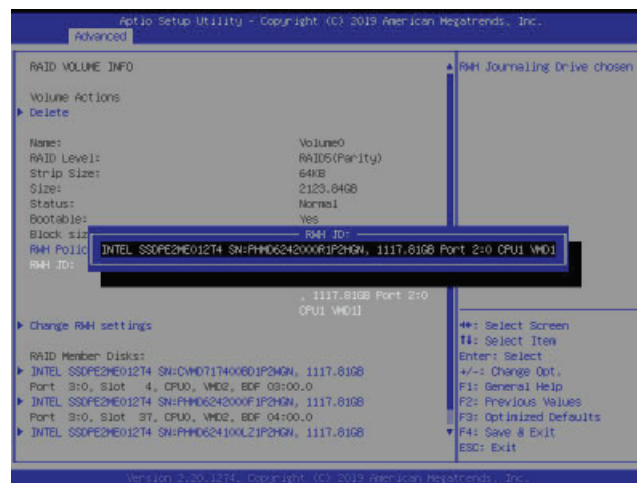 Aptio Setup Utility – Copyright (C) 2019 American Megatrends, Inc.
Advanced
RAID VOLUME INFO
Volume Actions
Delete
Name: Volume0
RAID Level: RAID5(Parity)
Strip Size: 64KB
Size: 2123.84GB
Status: Normal
Bootable: Yes
Block siz
RWH Polic
RWH JD:
RWH JD:
INTEL SSDPE2ME012T4 SN:PHMD6242000R1P2HGN, 1117.81GB Port 2:0 CPU1 VMD1
, 1117.81GB Port 2:0
CPU1 VMD1]
Change RWH settings
RAID Member Disks:
INTEL SSDPE2ME012T4 SN:CVMD717400BD1P2MGN, 1117.81GB
Port 3:0, Slot 4, CPU0, VMD2, BDF 03:00.0
INTEL SSDPE2ME012T4 SN:PHMD6242000F1P2HGN, 1117.81GB
Port 3:0, Slot 37, CPU0, VMD2, BDF 04:00.0
INTEL SSDPE2ME012T4 SN:PHMD624100LZ1P2HGN, 1117.81GB
RWH Journaling Drive chosen
: Select Screen
: Select Item
Enter: Select
+/-: Change Opt.
F1: General Help
F2: Previous Values
F3: Optimized Defaults
F4: Save & Exit
ESC: Exit
Version 2.20.1274. Copyright (C) 2019 American Megatrends, Inc.